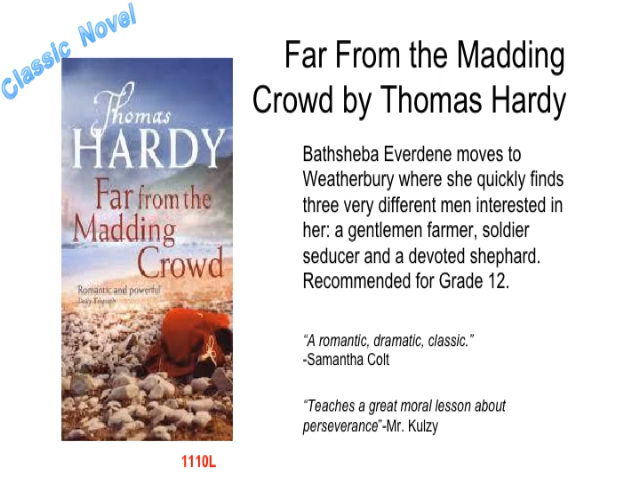 Classic Novel
Far From the Madding
Crowd by Thomas Hardy
Thomas
HARDY
Far from the
Madding
Crowd
Romantic and powerful
Daily Telegraph
Bathsheba Everdene moves to
Weatherbury where she quickly finds
three very different men interested in
her: a gentlemen farmer, soldier
seducer and a devoted shephard.
Recommended for Grade 12.
“A romantic, dramatic, classic.”
-Samantha Colt
“Teaches a great moral lesson about
perseverance”-Mr. Kulzy
1110L